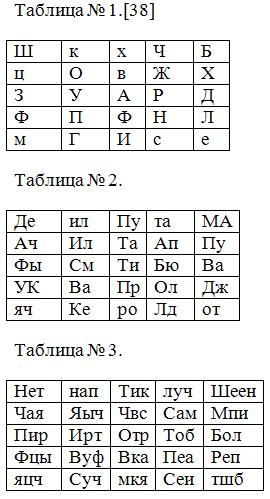 Таблица № 1.[38]
Ш к х Ч Б
ц О в Ж Х
З У А Р Д
Ф П Ф Н Л
м Г И с е
Таблица № 2.
Де ил Пу та МА
Ач Ил Та Ап Пу
Фы См Ти Бю Ва
УК Ва Пр Ол Дж
яч Ке ро Лд от
Таблица № 3.
Нет нап Тик луч Шеен
Чая Яыч Чвс Сам Мпи
Пир Ирт Отр Тоб Бол
Фцы Вуф Вка Пеа Реп
яцч Суч мкя Сеи тшб